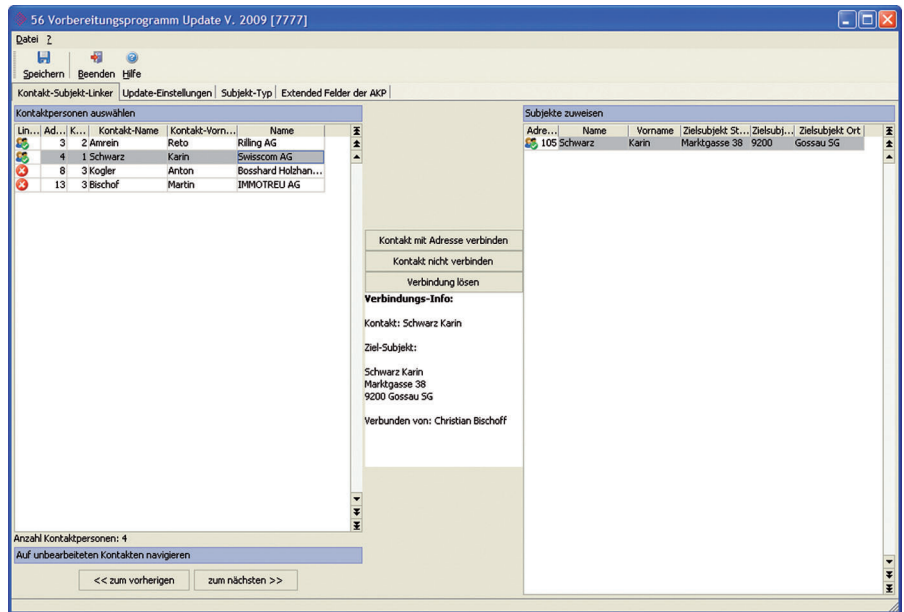 56 Vorbereitungsprogramm Update V. 2009 [7777]
Datei ?
Speichern Beenden Hilfe
Kontakt-Subjekt-Linker Update-Einstellungen Subjekt-Typ Extended Felder der AKP
Kontaktpersonen auswählen
Lin... Ad... K... Kontakt-Name Kontakt-Vorn... Name
3 2 Amrein Reto Rilling AG
4 1 Schwarz Karin Swisscom AG
8 3 Kogler Anton Bosshard Holzhan...
13 3 Bischof Martin IMMOTREU AG
Anzahl Kontaktpersonen: 4
Auf unbearbeiteten Kontakten navigieren
<< zum vorherigen zum nächsten >>
Kontakt mit Adresse verbinden
Kontakt nicht verbinden
Verbindung lösen
Verbindungs-Info:
Kontakt: Schwarz Karin
Ziel-Subjekt:
Schwarz Karin
Marktgasse 38
9200 Gossau SG
Verbunden von: Christian Bischoff
Subjekte zuweisen
Adre... Name Vorname Zielsubjekt St... Zielsubj... Zielsubjekt Ort
105 Schwarz Karin Marktgasse 38 9200 Gossau SG